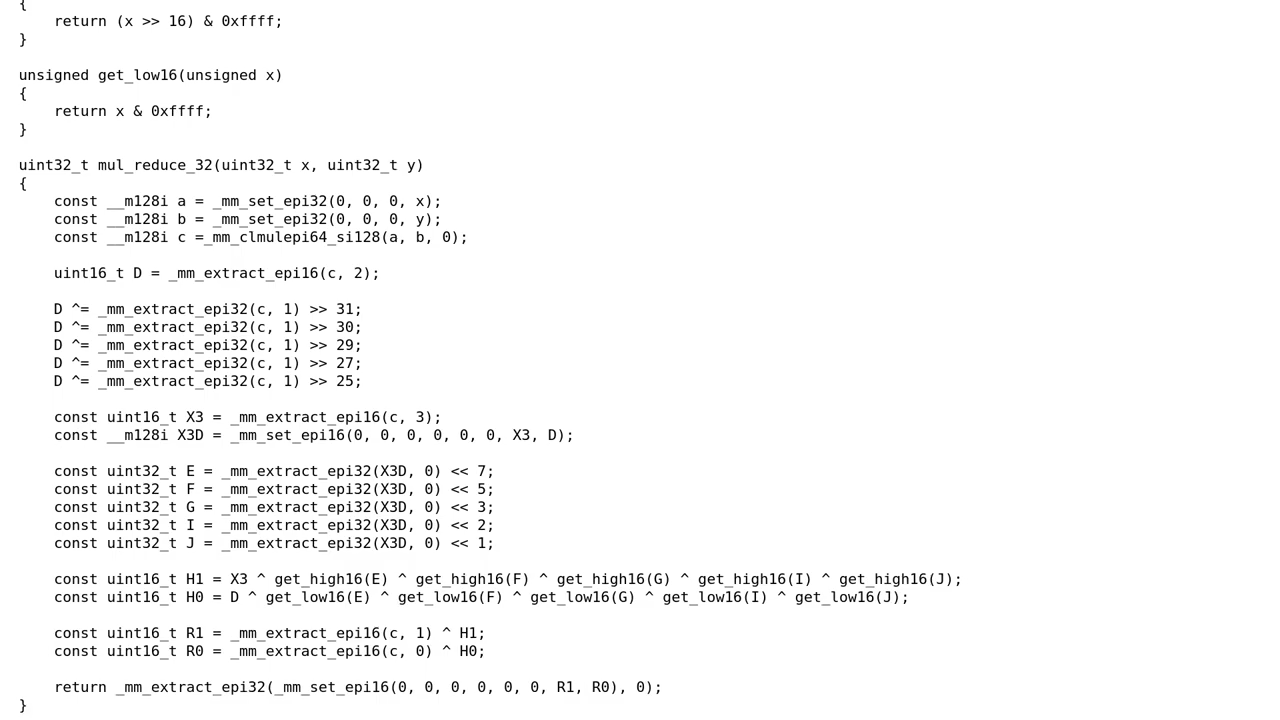 {
    return (x >> 16) & 0xffff;
}

unsigned get_low16(unsigned x)
{
    return x & 0xffff;
}

uint32_t mul_reduce_32(uint32_t x, uint32_t y)
{
    const __m128i a = _mm_set_epi32(0, 0, 0, x);
    const __m128i b = _mm_set_epi32(0, 0, 0, y);
    const __m128i c =_mm_clmulepi64_si128(a, b, 0);

    uint16_t D = _mm_extract_epi16(c, 2);

    D ^= _mm_extract_epi32(c, 1) >> 31;
    D ^= _mm_extract_epi32(c, 1) >> 30;
    D ^= _mm_extract_epi32(c, 1) >> 29;
    D ^= _mm_extract_epi32(c, 1) >> 27;
    D ^= _mm_extract_epi32(c, 1) >> 25;

    const uint16_t X3 = _mm_extract_epi16(c, 3);
    const __m128i X3D = _mm_set_epi16(0, 0, 0, 0, 0, 0, X3, D);

    const uint32_t E = _mm_extract_epi32(X3D, 0) << 7;
    const uint32_t F = _mm_extract_epi32(X3D, 0) << 5;
    const uint32_t G = _mm_extract_epi32(X3D, 0) << 3;
    const uint32_t I = _mm_extract_epi32(X3D, 0) << 2;
    const uint32_t J = _mm_extract_epi32(X3D, 0) << 1;

    const uint16_t H1 = X3 ^ get_high16(E) ^ get_high16(F) ^ get_high16(G) ^ get_high16(I) ^ get_high16(J);
    const uint16_t H0 = D ^ get_low16(E) ^ get_low16(F) ^ get_low16(G) ^ get_low16(I) ^ get_low16(J);

    const uint16_t R1 = _mm_extract_epi16(c, 1) ^ H1;
    const uint16_t R0 = _mm_extract_epi16(c, 0) ^ H0;

    return _mm_extract_epi32(_mm_set_epi16(0, 0, 0, 0, 0, 0, R1, R0), 0);
}